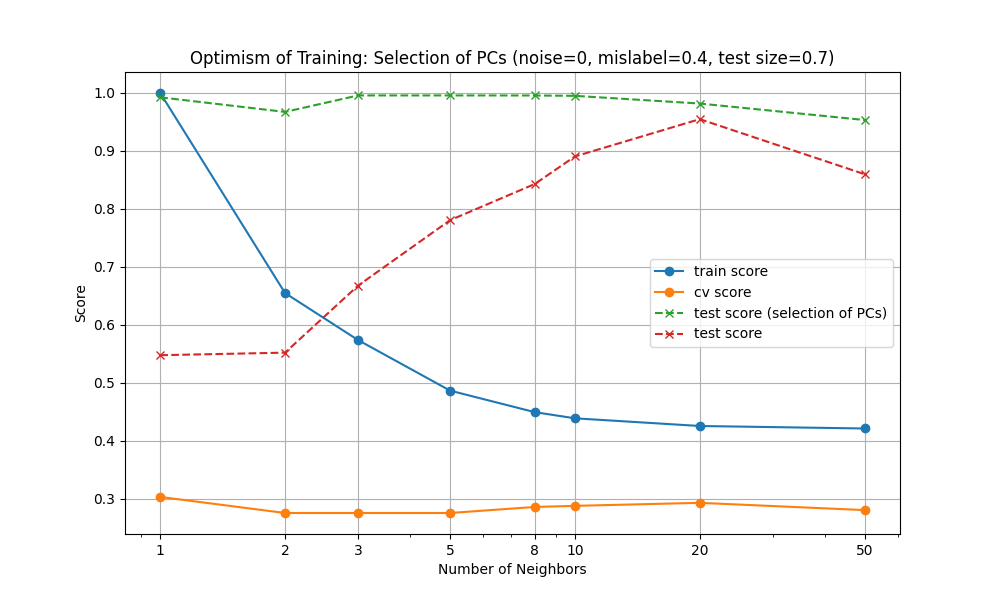 Optimism of Training: Selection of PCs (noise=0, mislabel=0.4, test size=0.7)
1.0
0.9
0.8
0.7
0.6
0.5
0.4
0.3
Score
train score
cv score
test score (selection of PCs)
test score
1 2 3 5 8 10 20 50
Number of Neighbors